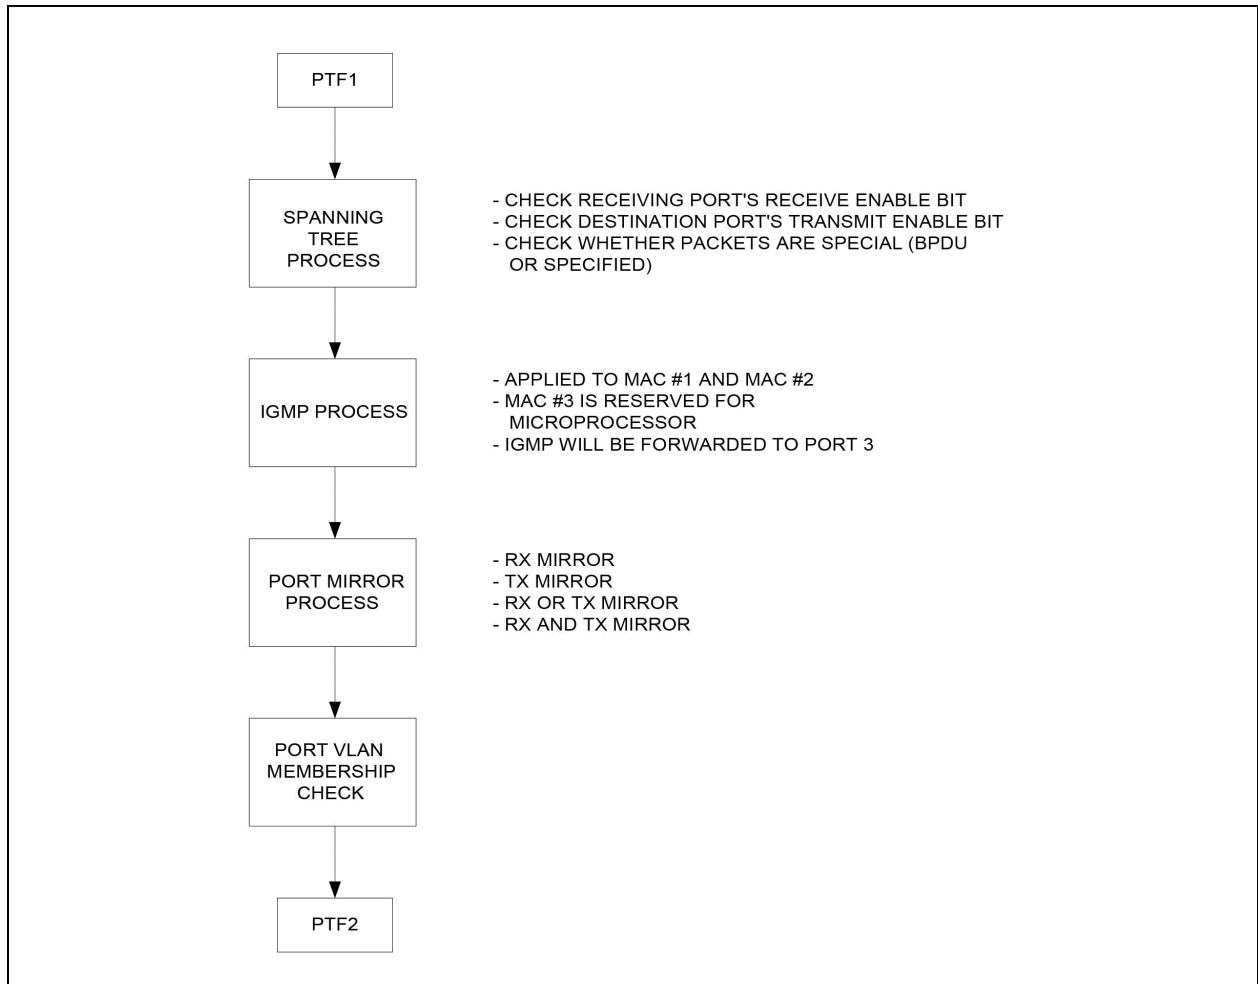 PTF1
SPANNING
TREE
PROCESS
- CHECK RECEIVING PORT'S RECEIVE ENABLE BIT
- CHECK DESTINATION PORT'S TRANSMIT ENABLE BIT
- CHECK WHETHER PACKETS ARE SPECIAL (BPDU
OR SPECIFIED)
IGMP PROCESS
- APPLIED TO MAC #1 AND MAC #2
- MAC #3 IS RESERVED FOR
MICROPROCESSOR
- IGMP WILL BE FORWARDED TO PORT 3
PORT MIRROR
PROCESS
- RX MIRROR
- TX MIRROR
- RX OR TX MIRROR
- RX AND TX MIRROR
PORT VLAN
MEMBERSHIP
CHECK
PTF2